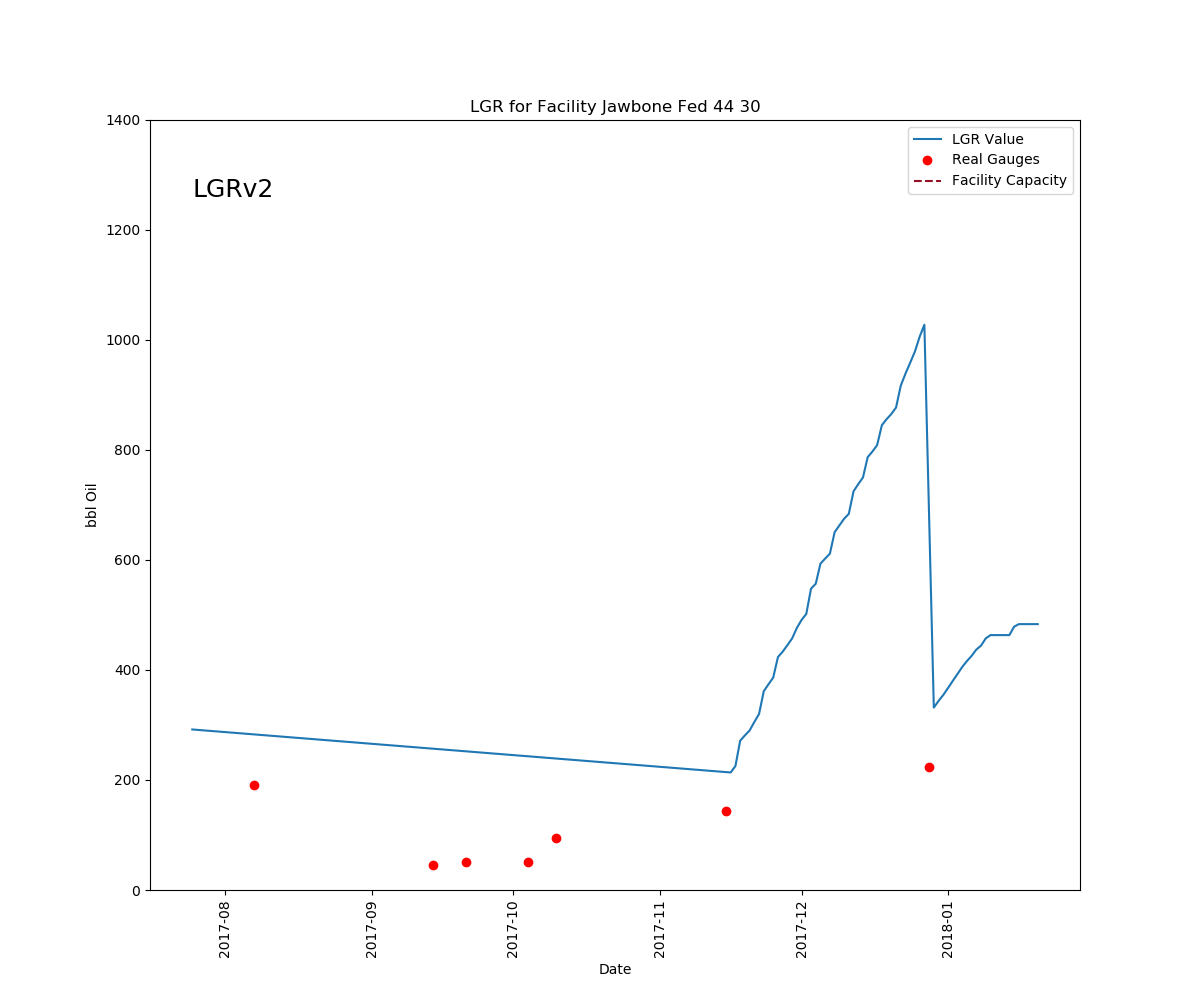 LGR for Facility Jawbone Fed 44 30
1400
1200
1000
800
600
400
200
0
bbl Oil
LGRv2
LGR Value
Real Gauges
Facility Capacity
2017-08
2017-09
2017-10
2017-11
2017-12
2018-01
Date